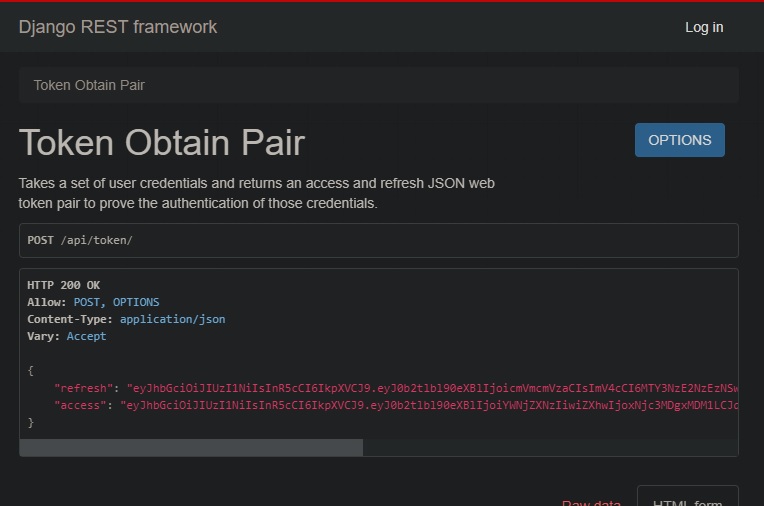 Django REST framework
Log in
Token Obtain Pair
Token Obtain Pair
OPTIONS
Takes a set of user credentials and returns an access and refresh JSON web
token pair to prove the authentication of those credentials.
POST /api/token/
HTTP 200 OK
Allow: POST, OPTIONS
Content-Type: application/json
Vary: Accept
{
"refresh": "eyJhbGciOiJIUzI1NiIsInR5cCI6IkpXVCJ9.eyJ0b2tlbl90eXBlIjoicmVmcmVzaCIsImV4cCI6MTY3NzE2NzEzNSw
"access": "eyJhbGciOiJIUzI1NiIsInR5cCI6IkpXVCJ9.eyJ0b2tlbl90eXBlIjoiYWNjZXNzIiwiZXhwIjoxNjc3MDgxMDM1LCJc
}
Raw data
HTML form